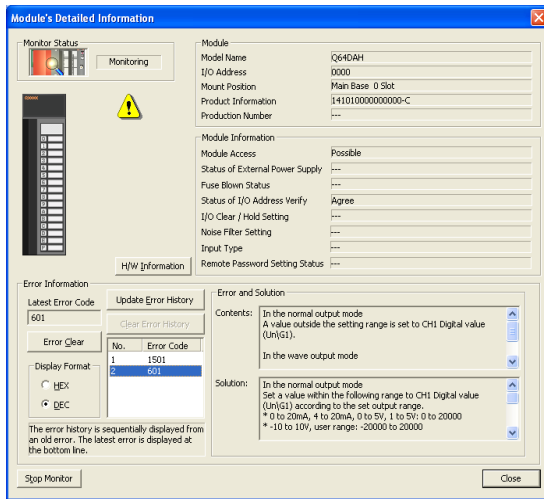 Module's Detailed Information
Monitor Status
Monitoring
Module
Model Name Q64DAH
I/O Address 0000
Mount Position Main Base 0 Slot
Product Information 141010000000000-C
Production Number ---
Module Information
Module Access Possible
Status of External Power Supply ---
Fuse Blown Status ---
Status of I/O Address Verify Agree
I/O Clear / Hold Setting ---
Noise Filter Setting ---
Input Type ---
Remote Password Setting Status ---
H/W Information
Error Information
Latest Error Code
601
Error Clear
Display Format
HEX
DEC
Update Error History
Clear Error History
No. Error Code
1 1501
2 601
The error history is sequentially displayed from
an old error. The latest error is displayed at
the bottom line.
Error and Solution
Contents:
In the normal output mode
A value outside the setting range is set to CH1 Digital value
(Un\G1).
In the wave output mode
Solution:
In the normal output mode
Set a value within the following range to CH1 Digital value
(Un\G1) according to the set output range.
* 0 to 20mA, 4 to 20mA, 0 to 5V, 1 to 5V: 0 to 20000
* -10 to 10V, user range: -20000 to 20000
Stop Monitor
Close